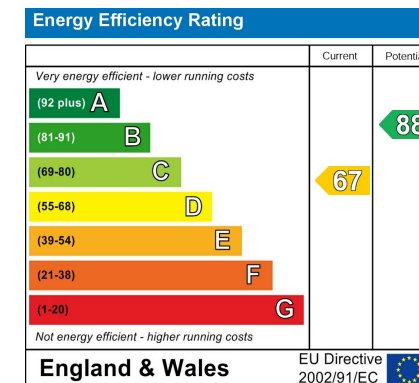 Energy Efficiency Rating
Current Potentia
Very energy efficient - lower running costs
(92 plus) A
(81-91) B
(69-80) C
(55-68) D
(39-54) E
(21-38) F
(1-20) G
67
88
Not energy efficient - higher running costs
England & Wales
EU Directive
2002/91/EC